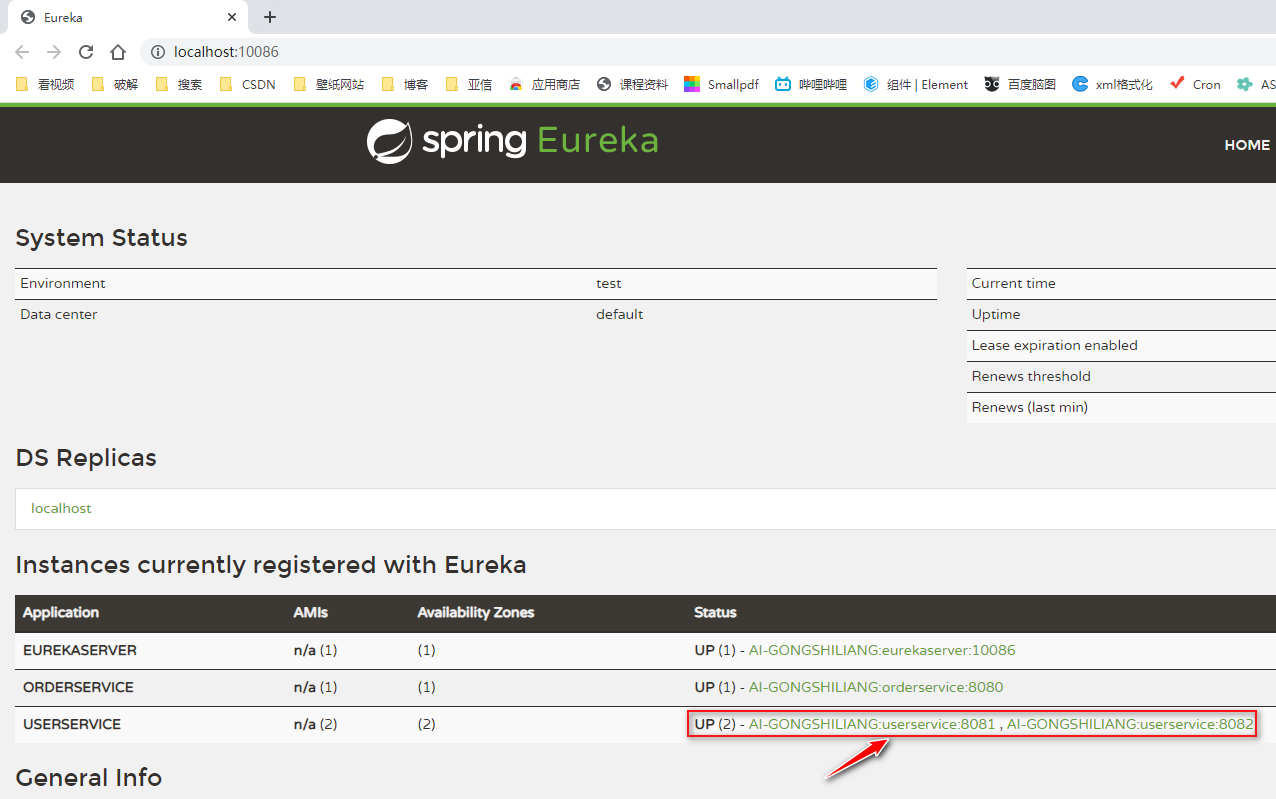 Eureka
localhost:10086
看视频 破解 搜索 CSDN 壁纸网站 博客 亚信 应用商店 课程资料 Smallpdf 哔哩哔哩 组件 | Element 百度脑图 xml格式化 Cron AS
spring Eureka
HOME
System Status
Environment test Current time
Data center default Uptime
Lease expiration enabled
Renews threshold
Renews (last min)
DS Replicas
localhost
Instances currently registered with Eureka
Application AMIs Availability Zones Status
EUREKASERVER n/a (1) (1) UP (1) - AI-GONGSHILIANG:eurekaserver:10086
ORDERSERVICE n/a (1) (1) UP (1) - AI-GONGSHILIANG:orderservice:8080
USERSERVICE n/a (2) (2) UP (2) - AI-GONGSHILIANG:userservice:8081 , AI-GONGSHILIANG:userservice:8082
General Info